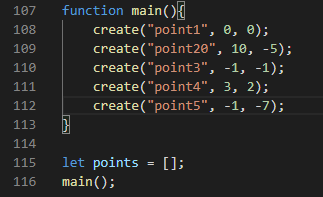 107 function main(){
108     create("point1", 0, 0);
109     create("point20", 10, -5);
110     create("point3", -1, -1);
111     create("point4", 3, 2);
112     create("point5", -1, -7);
113 }
114
115 let points = [];
116 main();